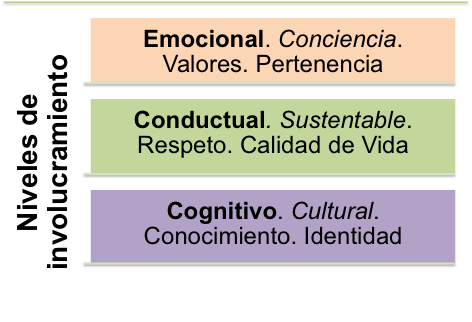 Niveles de
involucramiento
Emocional. Conciencia.
Valores. Pertenencia
Conductual. Sustentable.
Respeto. Calidad de Vida
Cognitivo. Cultural.
Conocimiento. Identidad